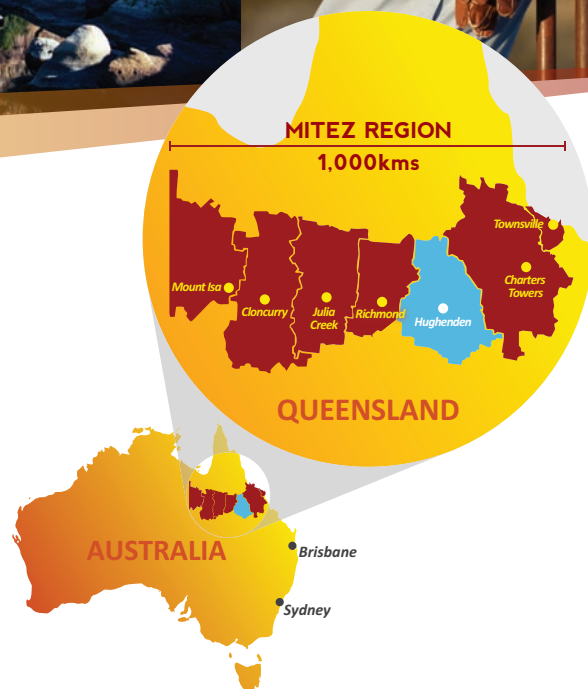 MITEZ REGION
1,000kms
Townsville
Mount Isa
Cloncurry
Julia
Creek
Richmond
Charters
Towers
Hughenden
QUEENSLAND
AUSTRALIA
Brisbane
Sydney